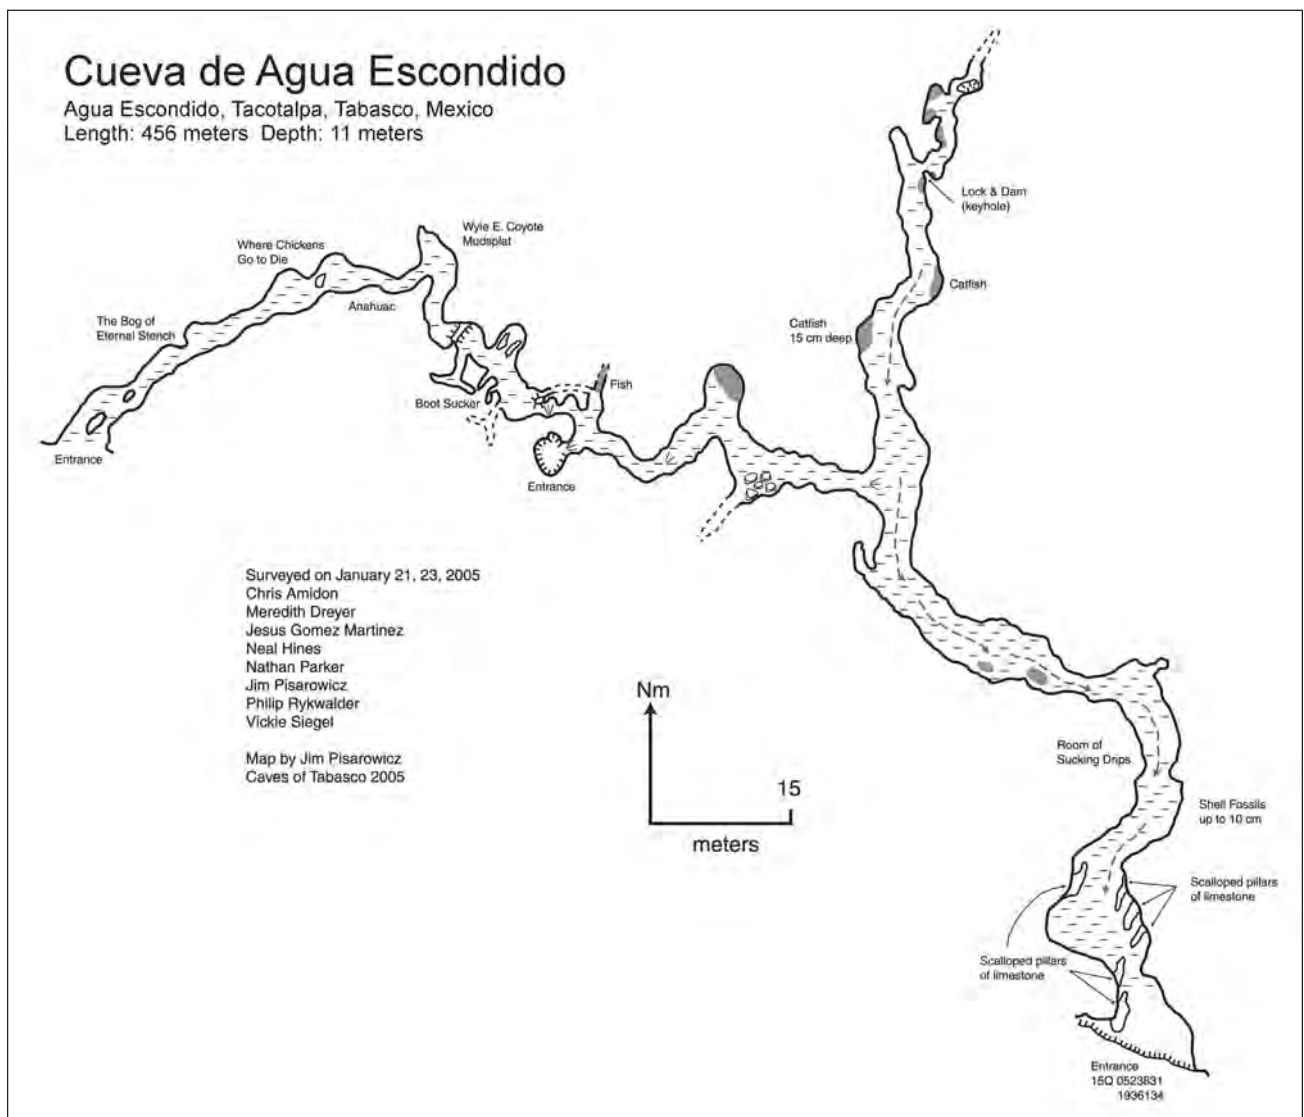 Cueva de Agua Escondido
Agua Escondido, Tacotalpa, Tabasco, Mexico
Length: 456 meters Depth: 11 meters
Lock & Dam
(keyhole)
Wyle E. Coyote
Mudsplat
Where Chickens
Go to Die
Catfish
Anahuac
The Bog of
Eternal Stench
Catfish
15 cm deep
Fish
Boot Sucker
Entrance
Entrance
Surveyed on January 21, 23, 2005
Chris Amidon
Meredith Dreyer
Jesus Gomez Martinez
Neal Hines
Nathan Parker
Jim Pisarowicz
Philip Rykwalder
Vickie Siegel
Map by Jim Pisarowicz
Caves of Tabasco 2005
Nm
15
meters
Room of
Sucking Drips
Shell Fossils
up to 10 cm
Scalloped pillars
of limestone
Scalloped pillars
of limestone
Entrance
15Q 0523831
1936134